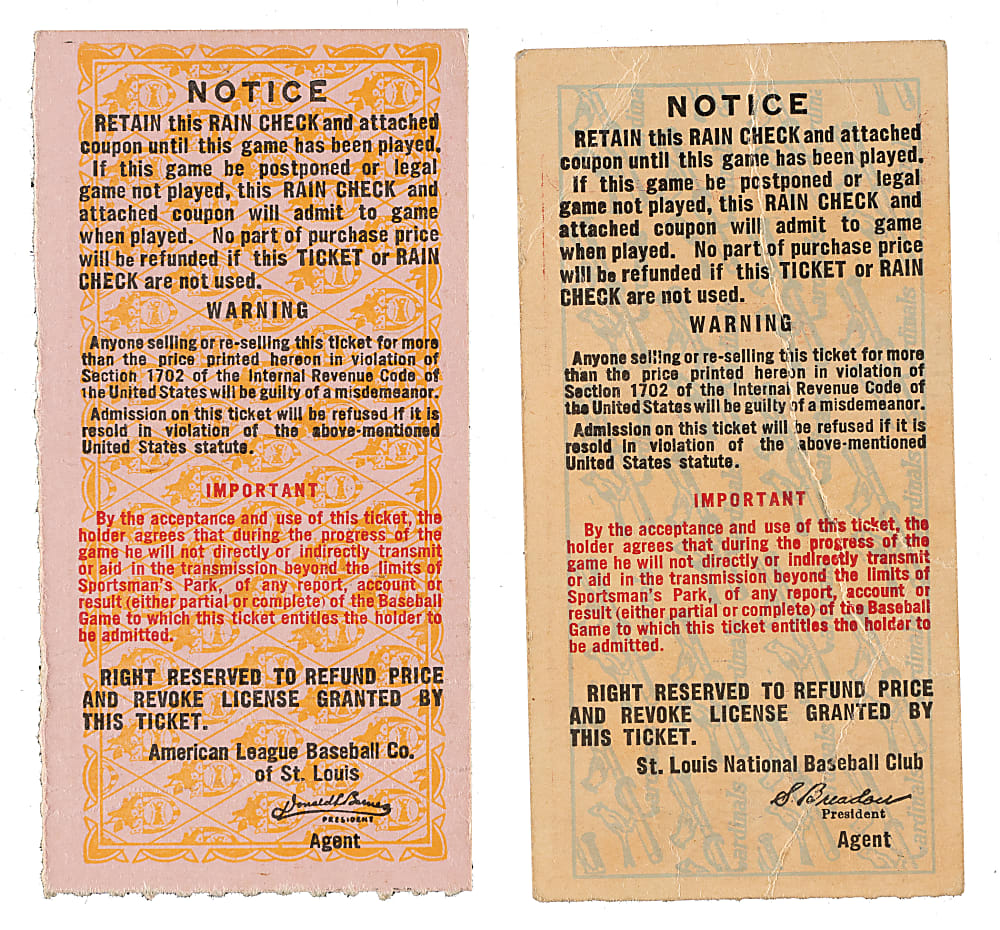 NOTICE
RETAIN this RAIN CHECK and attached
coupon until this game has been played.
If this game be postponed or legal
game not played, this RAIN CHECK and
attached coupon will admit to game
when played. No part of purchase price
will be refunded if this TICKET or RAIN
CHECK are not used.
WARNING
Anyone selling or re-selling this ticket for more
than the price printed hereon in violation of
Section 1702 of the Internal Revenue Code of
the United States will be guilty of a misdemeanor.
Admission on this ticket will be refused if it is
resold in violation of the above-mentioned
United States statute.
IMPORTANT
By the acceptance and use of this ticket, the
holder agrees that during the progress of the
game he will not directly or indirectly transmit
or aid in the transmission beyond the limits of
Sportsman's Park, of any report, account or
result (either partial or complete) of the Baseball
Game to which this ticket entitles the holder to
be admitted.
RIGHT RESERVED TO REFUND PRICE
AND REVOKE LICENSE GRANTED BY
THIS TICKET.
American League Baseball Co.
of St. Louis
Donald L Barnes
PRESIDENT
Agent
NOTICE
RETAIN this RAIN CHECK and attached
coupon until this game has been played.
If this game be postponed or legal
game not played, this RAIN CHECK and
attached coupon will admit to game
when played. No part of purchase price
will be refunded if this TICKET or RAIN
CHECK are not used.
WARNING
Anyone selling or re-selling this ticket for more
than the price printed hereon in violation of
Section 1702 of the Internal Revenue Code of
the United States will be guilty of a misdemeanor.
Admission on this ticket will be refused if it is
resold in violation of the above-mentioned
United States statute.
IMPORTANT
By the acceptance and use of this ticket, the
holder agrees that during the progress of the
game he will not directly or indirectly transmit
or aid in the transmission beyond the limits of
Sportsman's Park, of any report, account or
result (either partial or complete) of the Baseball
Game to which this ticket entitles the holder to
be admitted.
RIGHT RESERVED TO REFUND PRICE
AND REVOKE LICENSE GRANTED BY
THIS TICKET.
St. Louis National Baseball Club
S. Breadon
President
Agent